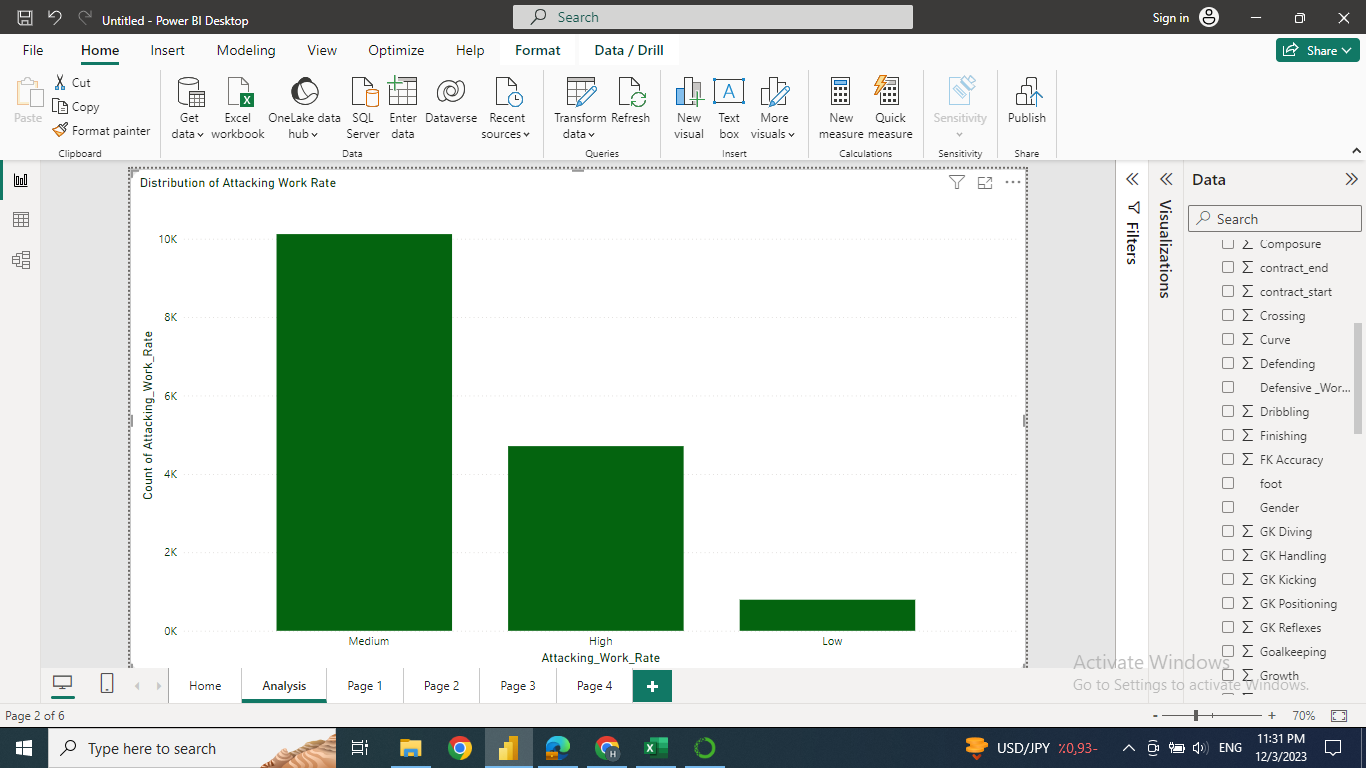 Untitled - Power BI Desktop
Search
Sign in
File
Home
Insert
Modeling
View
Optimize
Help
Format
Data / Drill
Share
Paste
Cut
Copy
Format painter
Clipboard
Get
data
Excel
workbook
OneLake data
hub
SQL
Server
Enter
data
Dataverse
Recent
sources
Data
Transform
data
Refresh
Queries
New
visual
Text
box
More
visuals
Insert
New
measure
Quick
measure
Calculations
Sensitivity
Sensitivity
Publish
Share
Distribution of Attacking Work Rate
Count of Attacking_Work_Rate
10K
8K
6K
4K
2K
0K
Medium
High
Low
Attacking_Work_Rate
Filters
Visualizations
Data
Search
Composure
contract_end
contract_start
Crossing
Curve
Defending
Defensive _Wor...
Dribbling
Finishing
FK Accuracy
foot
Gender
GK Diving
GK Handling
GK Kicking
GK Positioning
GK Reflexes
Goalkeeping
Growth
Activate Windows
Go to Settings to activate Windows.
Home
Analysis
Page 1
Page 2
Page 3
Page 4
Page 2 of 6
- + 70%
Type here to search
USD/JPY ٪0,93-
ENG
11:31 PM
12/3/2023